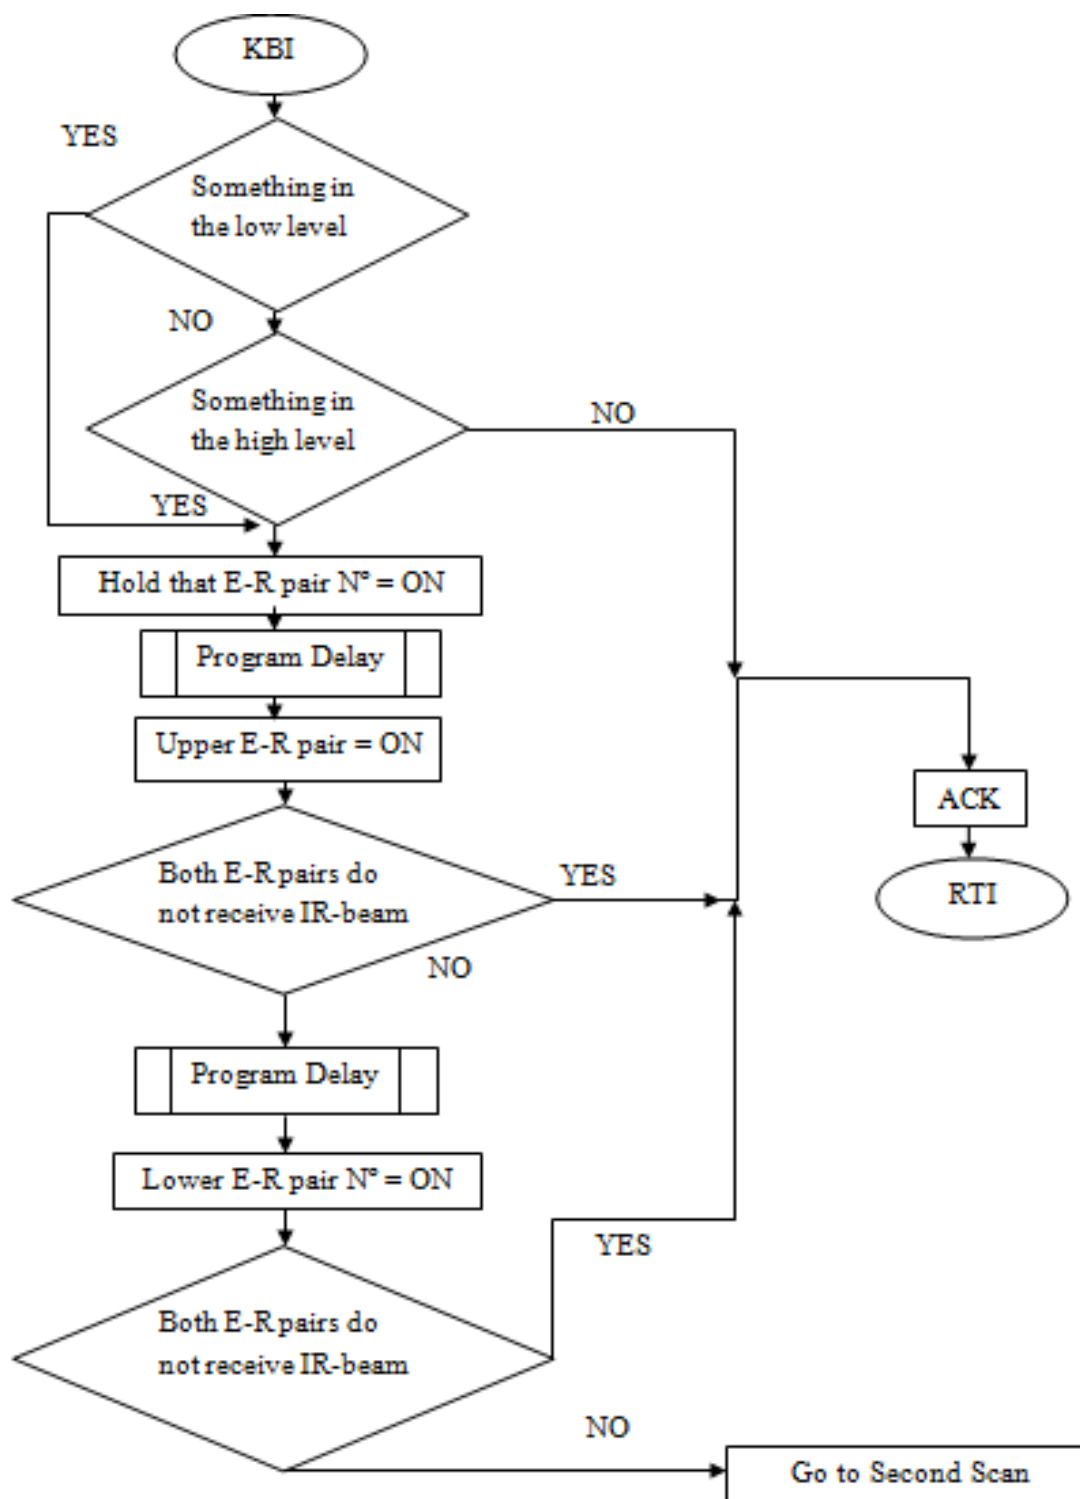 KBI
YES
Something in
the low level
NO
Something in
the high level
NO
YES
Hold that E-R pair Nº = ON
Program Delay
Upper E-R pair = ON
ACK
Both E-R pairs do
not receive IR-beam
YES
RTI
NO
Program Delay
Lower E-R pair Nº = ON
YES
Both E-R pairs do
not receive IR-beam
NO
Go to Second Scan